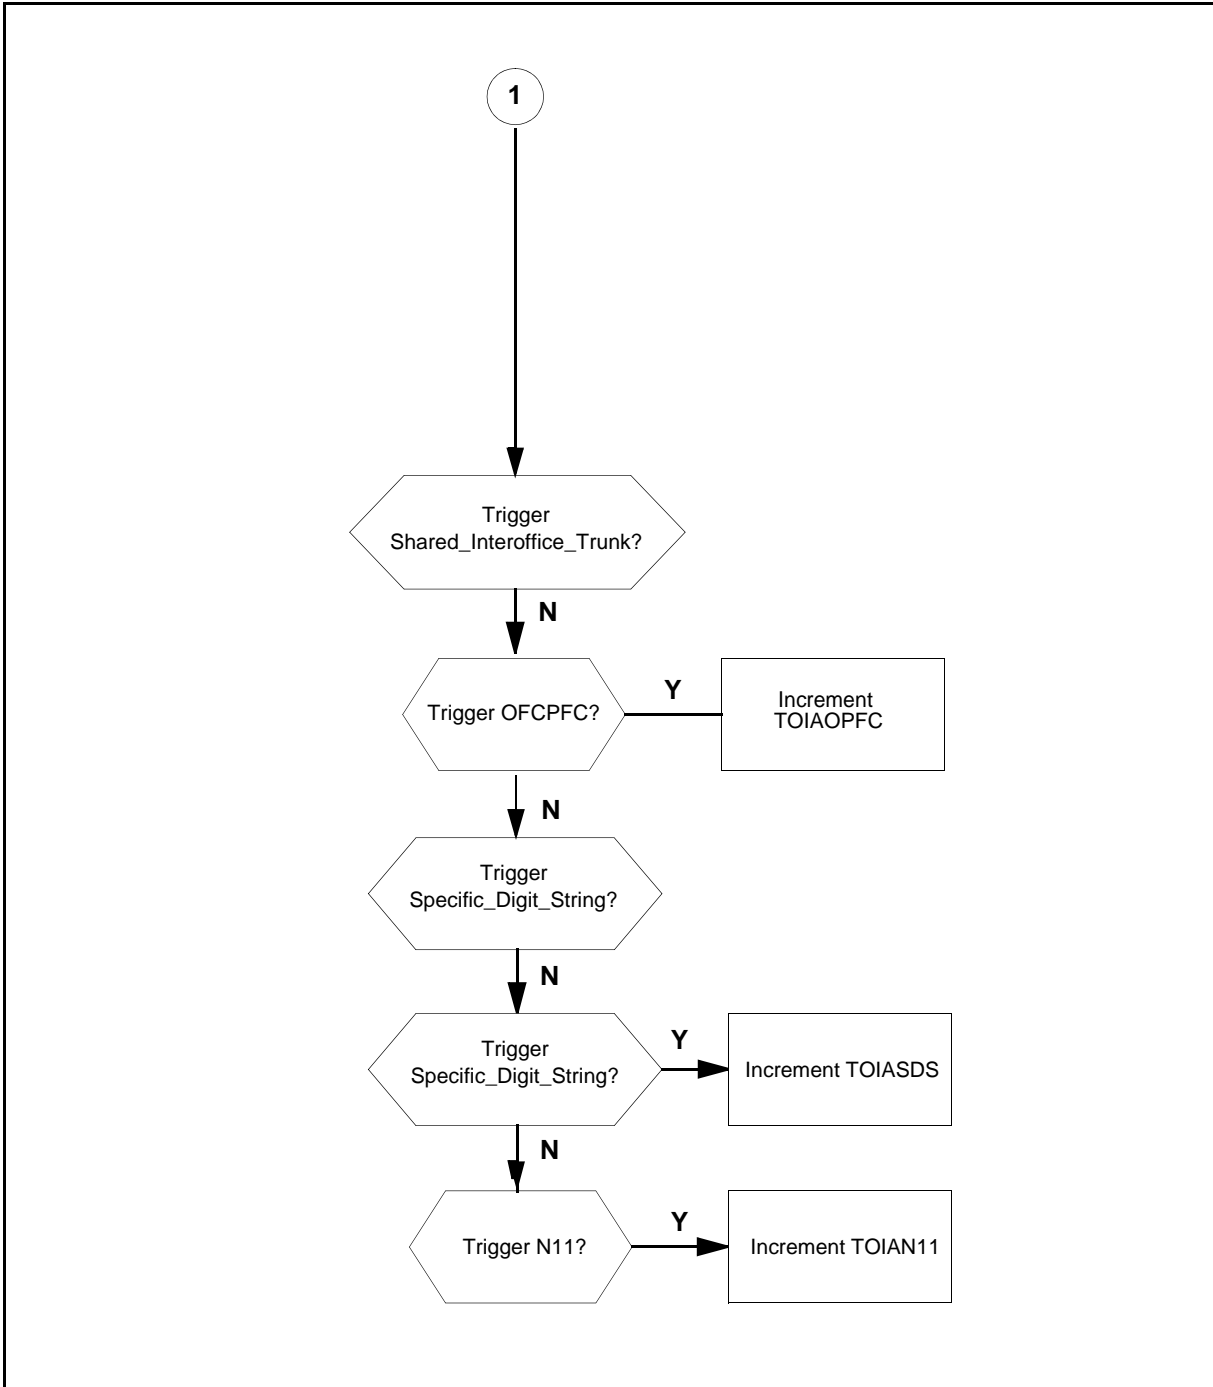 1
Trigger
Shared_Interoffice_Trunk?
N
Trigger OFCPFC?
Y
Increment
TOIAOPFC
N
Trigger
Specific_Digit_String?
N
Trigger
Specific_Digit_String?
Y
Increment TOIASDS
N
Trigger N11?
Y
Increment TOIAN11